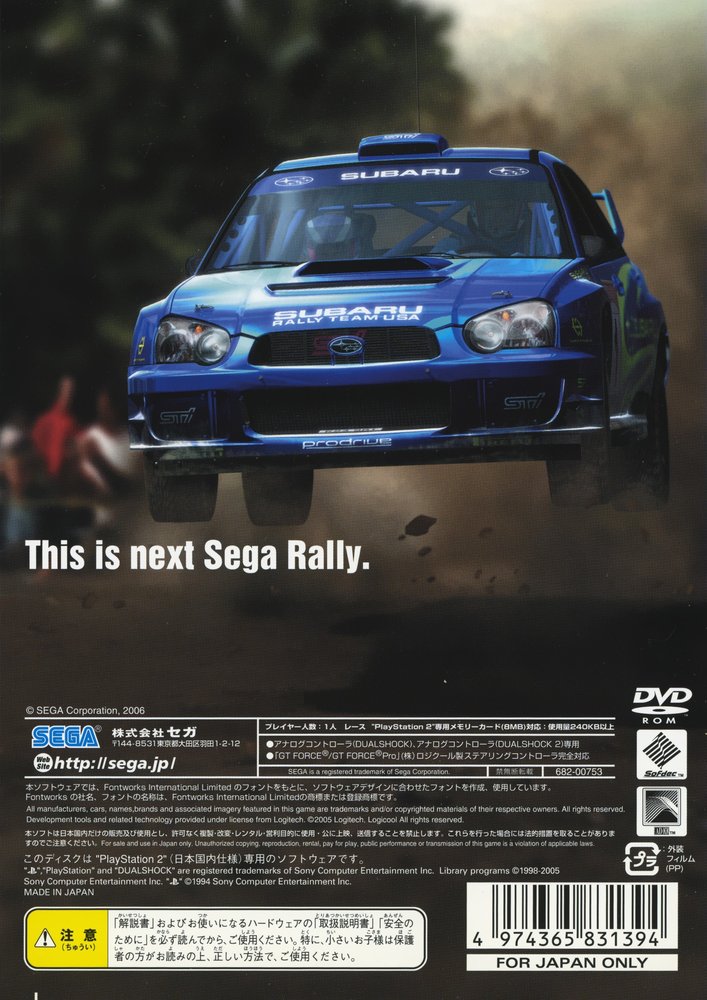 STI
SUBARU
SUBARU
RALLY TEAM USA
STI
STI
prodrive
This is next Sega Rally.
© SEGA Corporation, 2006
DVD
ROM
SEGA® 株式会社 セガ
〒144-8531東京都大田区羽田1-2-12
Web Site http://sega.jp/
プレイヤー人数:1人 レース "PlayStation 2"専用メモリーカード(8MB)対応:使用量240KB以上
●アナログコントローラ(DUALSHOCK)、アナログコントローラ(DUALSHOCK 2)専用
●「GT FORCE®/GT FORCE®Pro」(株)ロジクール製ステアリングコントローラ完全対応
SEGA is a registered trademark of Sega Corporation. 禁無断転載 682-00753
Sofdec™
本ソフトウェアでは、Fontworks International Limited のフォントをもとに、ソフトウェアデザインに合わせたフォントを作成、使用しています。
Fontworks の社名、フォントの名称は、Fontworks International Limitedの商標または登録商標です。
All manufacturers, cars, names,brands and associated imagery featured in this game are trademarks and/or copyrighted materials of their respective owners. All rights reserved.
Development tools and related technology provided under license from Logitech. ©2005 Logitech, Logicool All rights reserved.
ADX
本ソフトは日本国内だけの販売及び使用とし、許可なく複製・改変・レンタル・営利目的使用・公に上映、送信することを禁止します。これらを行った場合には法的措置を取ることがあり
ますのでご注意ください。For sale and use in Japan only. Unauthorized copying, reproduction, rental, pay for play, public performance or transmission of this game is a violation of applicable laws.
このディスクは "PlayStation 2"(日本国内仕様)専用のソフトウェアです。
" ","PlayStation" and "DUALSHOCK" are registered trademarks of Sony Computer Entertainment Inc. Library programs ©1998-2005
Sony Computer Entertainment Inc. " " ©1994 Sony Computer Entertainment Inc.
MADE IN JAPAN
プラ :外装フィルム(PP)
注意(ちゅうい)
「解説書」およびお使いになるハードウェアの「取扱説明書」「安全の
ために」を必ず読んでから、ご使用ください。特に、小さいお子様は保護
者の方がお読みの上、正しい方法で、ご使用ください。
4 974365 831394
FOR JAPAN ONLY